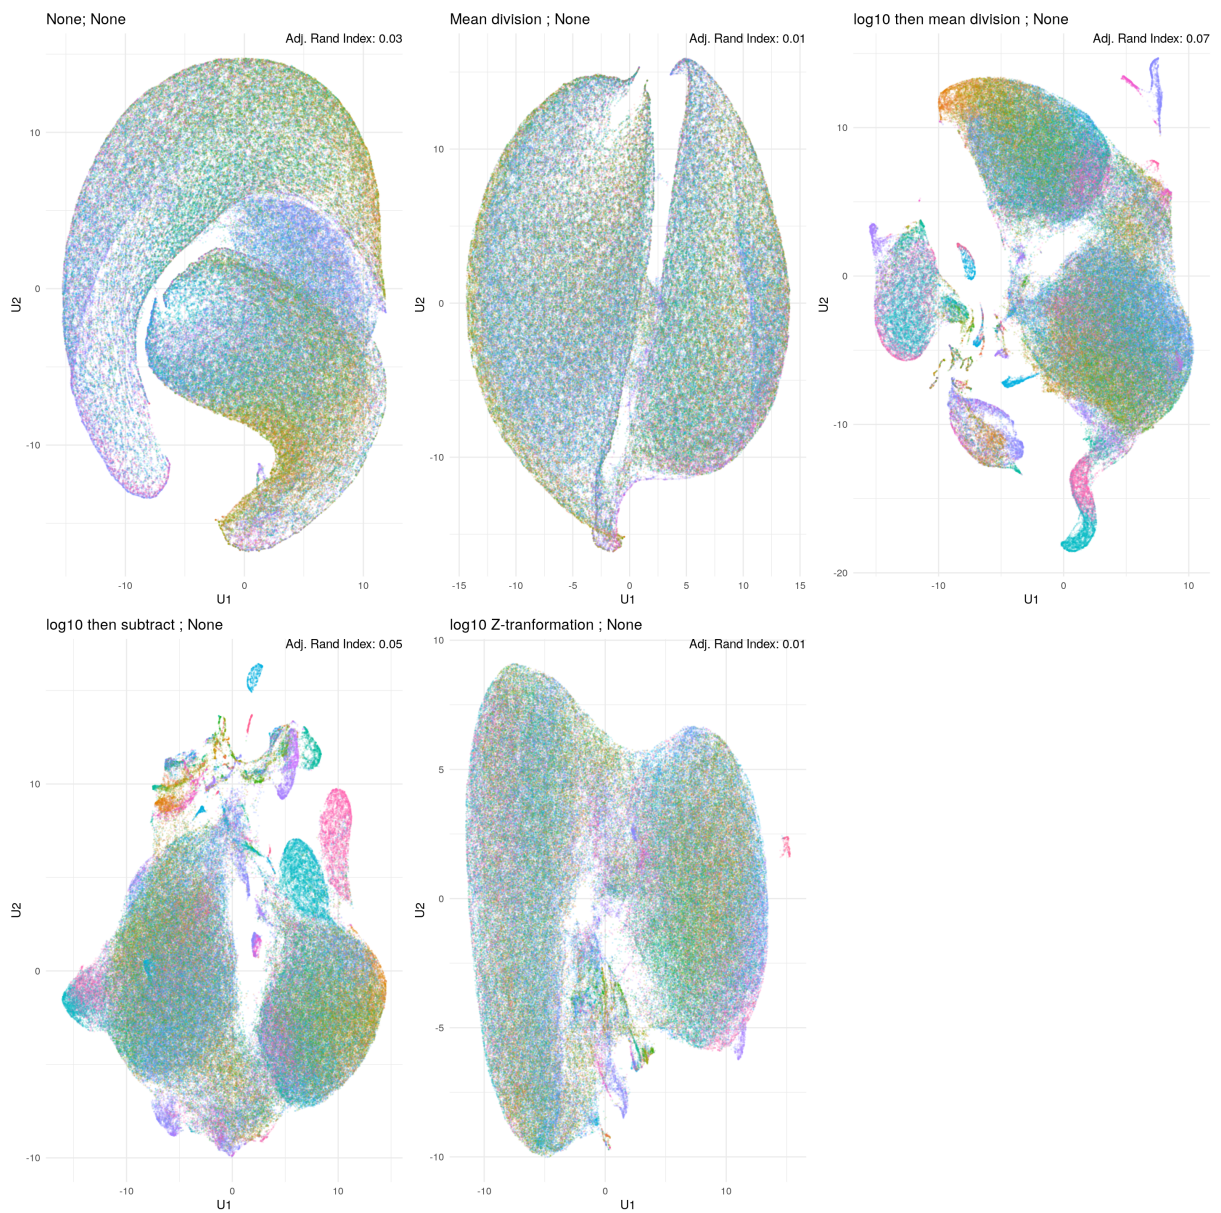 None; None
Adj. Rand Index: 0.03
10
0
-10
U2
-10
0
10
U1
Mean division ; None
Adj. Rand Index: 0.01
10
0
-10
U2
-15
-10
-5
0
5
10
15
U1
log10 then mean division ; None
Adj. Rand Index: 0.07
10
0
-10
-20
U2
-10
0
10
U1
log10 then subtract ; None
Adj. Rand Index: 0.05
10
0
-10
U2
-10
0
10
U1
log10 Z-tranformation ; None
Adj. Rand Index: 0.01
10
5
0
-5
-10
U2
-10
0
10
U1